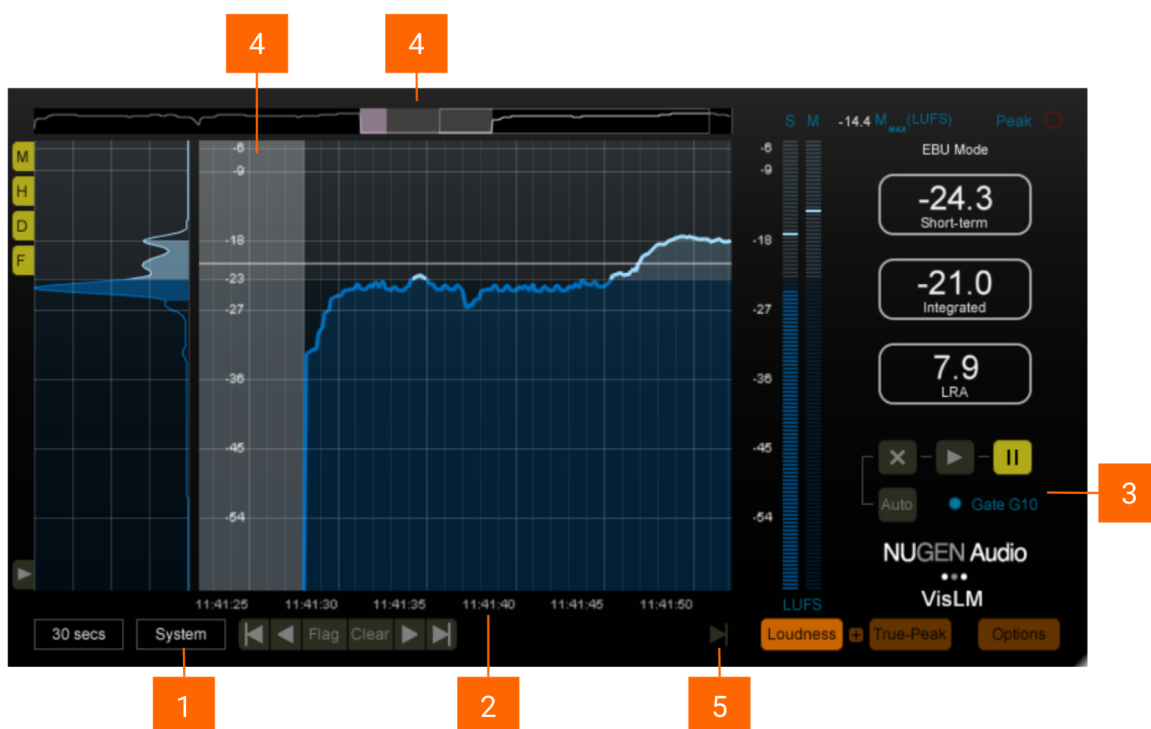 4
4
S M -14.4 M MAX (LUFS) Peak
EBU Mode
M
H
D
F
-6
-9
-18
-23
-27
-36
-45
-54
-6
-9
-18
-27
-36
-45
-54
-24.3
Short-term
-21.0
Integrated
7.9
LRA
Auto
Gate G10
3
NUGEN Audio
VisLM
11:41:25 11:41:30 11:41:35 11:41:40 11:41:45 11:41:50
LUFS
30 secs System Flag Clear Loudness + True-Peak Options
1 2 5